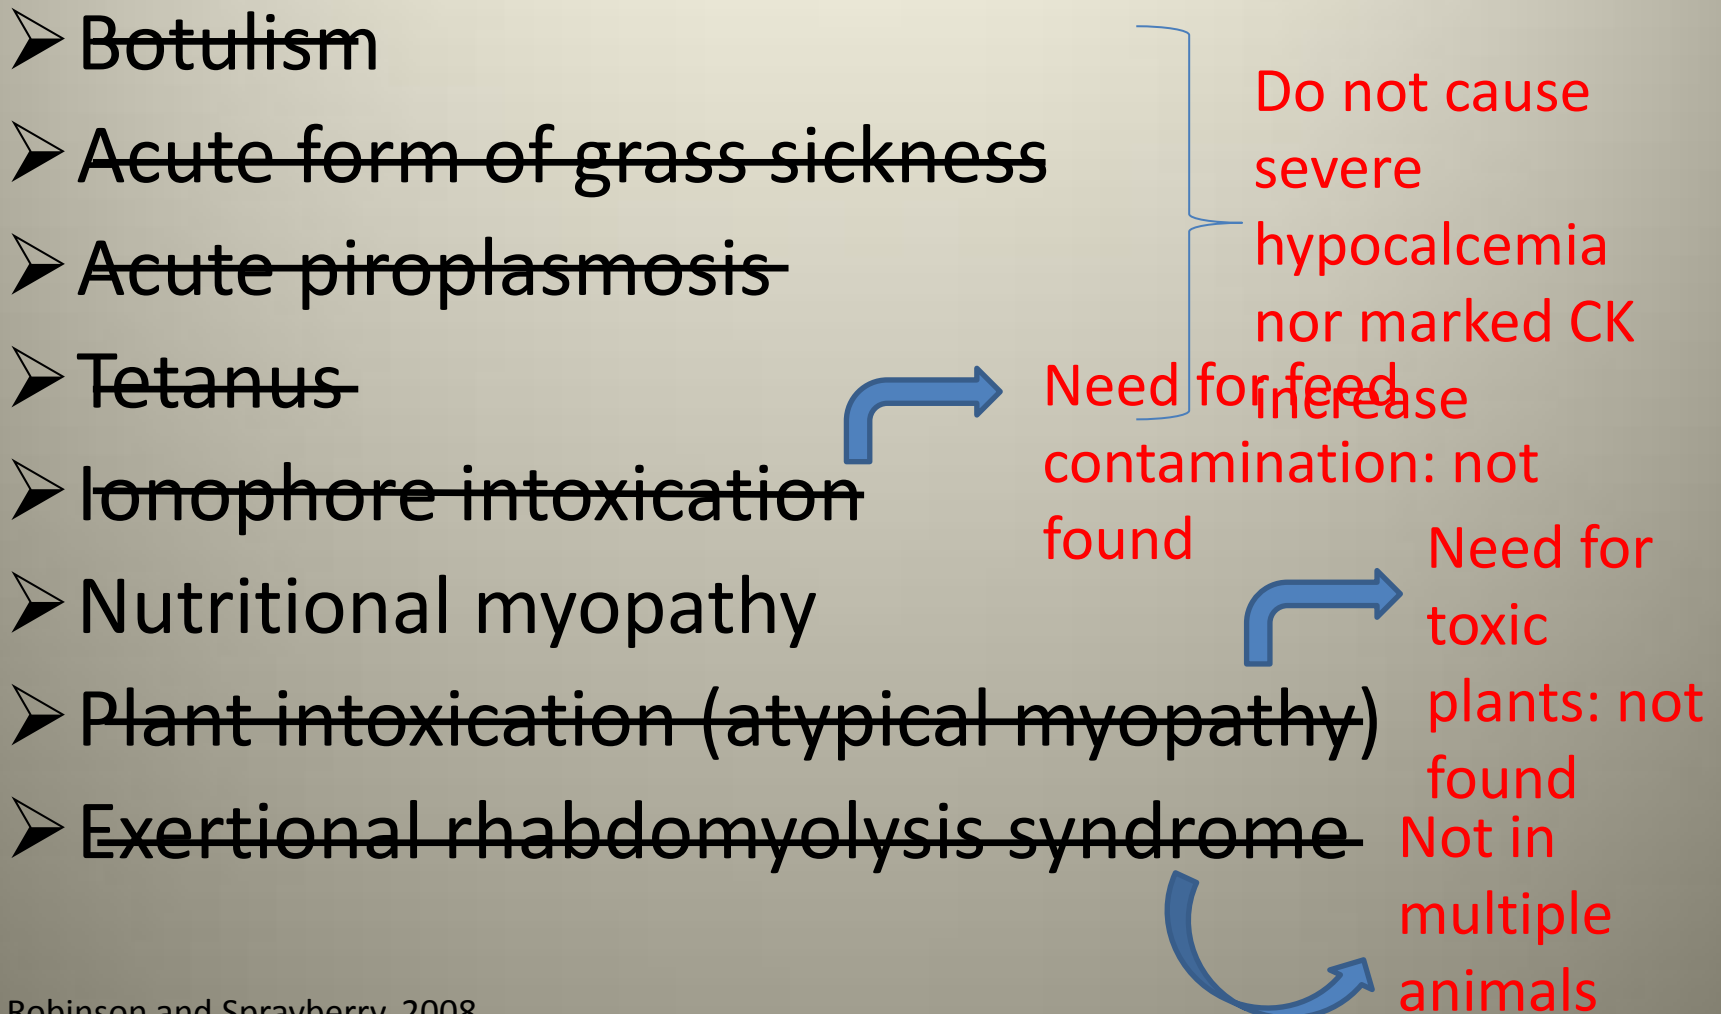 Botulism
Acute form of grass sickness
Acute piroplasmosis
Tetanus
Ionophore intoxication
Nutritional myopathy
Plant intoxication (atypical myopathy)
Exertional rhabdomyolysis syndrome
Do not cause
severe
hypocalcemia
nor marked CK
increase
Need for feed
contamination: not
found
Need for
toxic
plants: not
found
Not in
multiple
animals
Robinson and Sprayberry, 2008